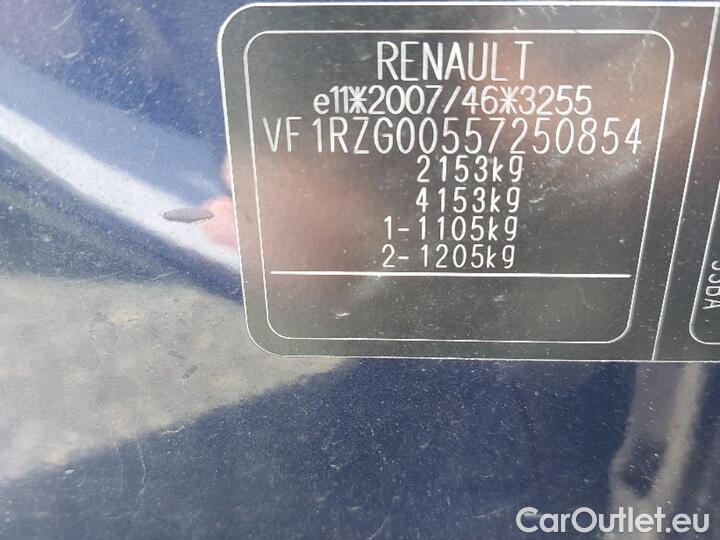 RENAULT
e11*2007/46*3255
VF1RZG00557250854
2153kg
4153kg
1-1105kg
2-1205kg
CarOutlet.eu